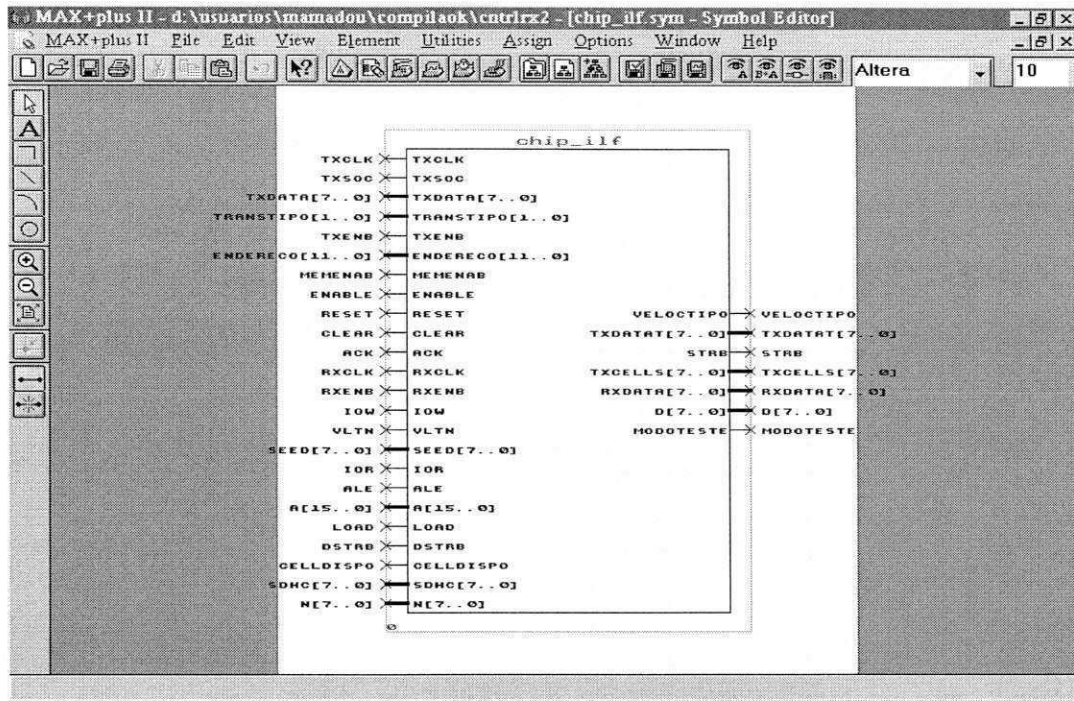 MAX+plus II - d:\usuarios\mamadou\compilaok\cntrlrx2 - [chip_ilf.sym - Symbol Editor]
MAX+plus II File Edit View Element Utilities Assign Options Window Help
Altera 10
A
chip_ilf
TXCLK TXCLK
TXSOC TXSOC
TXDATA[7..0] TXDATA[7..0]
TRANSTIPO[1..0] TRANSTIPO[1..0]
TXENB TXENB
ENDERECO[11..0] ENDERECO[11..0]
MEMENAB MEMENAB
ENABLE ENABLE
RESET RESET VELOCTIPO VELOCTIPO
CLEAR CLEAR TXDATAT[7..0] TXDATAT[7..0]
ACK ACK STRB STRB
RXCLK RXCLK TXCELLS[7..0] TXCELLS[7..0]
RXENB RXENB RXDATA[7..0] RXDATA[7..0]
IOW IOW D[7..0] D[7..0]
VLTN VLTN MODOTESTE MODOTESTE
SEED[7..0] SEED[7..0]
IOR IOR
ALE ALE
A[15..0] A[15..0]
LOAD LOAD
DSTRB DSTRB
CELLDISPO CELLDISPO
SDHC[7..0] SDHC[7..0]
N[7..0] N[7..0]
0